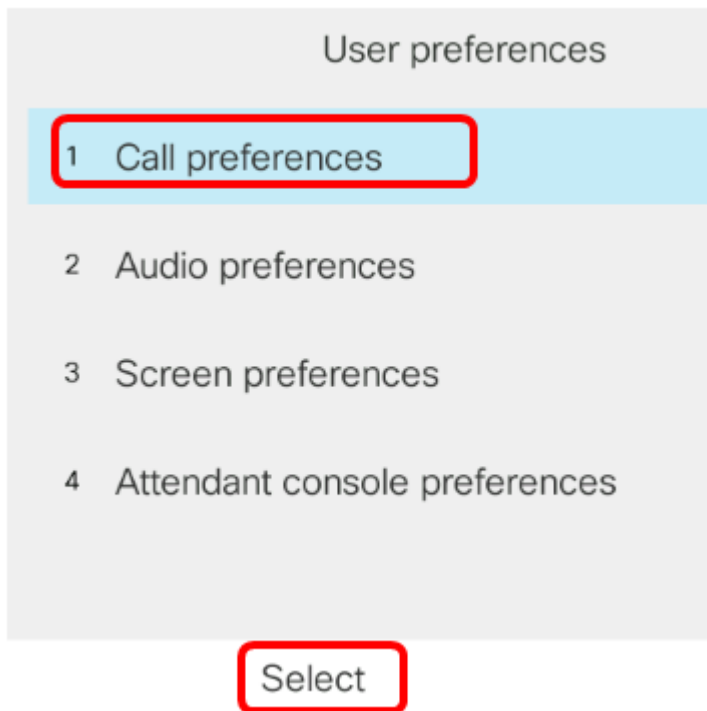 User preferences
1 Call preferences
2 Audio preferences
3 Screen preferences
4 Attendant console preferences
Select